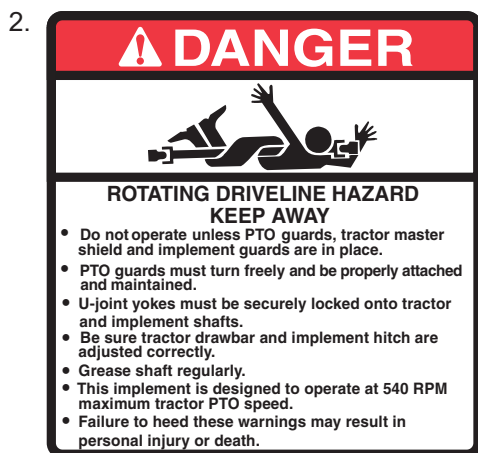 2.
DANGER
ROTATING DRIVELINE HAZARD
KEEP AWAY
• Do not operate unless PTO guards, tractor master
shield and implement guards are in place.
• PTO guards must turn freely and be properly attached
and maintained.
• U-joint yokes must be securely locked onto tractor
and implement shafts.
• Be sure tractor drawbar and implement hitch are
adjusted correctly.
• Grease shaft regularly.
• This implement is designed to operate at 540 RPM
maximum tractor PTO speed.
• Failure to heed these warnings may result in
personal injury or death.